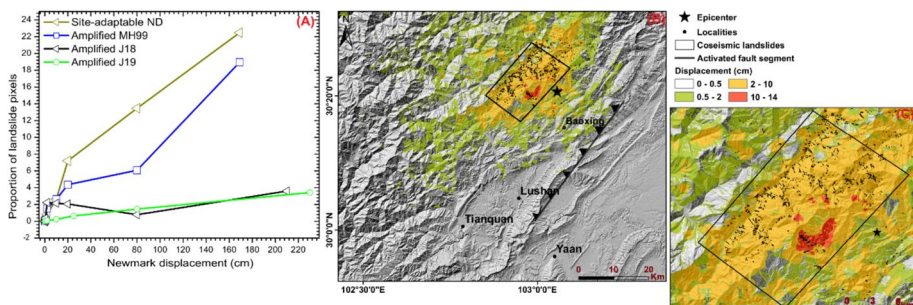 (A)
Site-adaptable ND
Amplified MH99
Amplified J18
Amplified J19
Proportion of landslide pixels
24
22
20
18
16
14
12
10
8
6
4
2
0
-2
0 20 40 60 80 100 120 140 160 180 200 220
Newmark displacement (cm)
(B)
N
30°20'0"N
30°0'0"N
Baoxing
Lushan
Tianquan
Yaan
0 10 20
Km
102°30'0"E
103°0'0"E
Epicenter
Localities
Coseismic landslides
Activated fault segment
Displacement (cm)
0 - 0.5
2 - 10
0.5 - 2
10 - 14
(C)
0 3